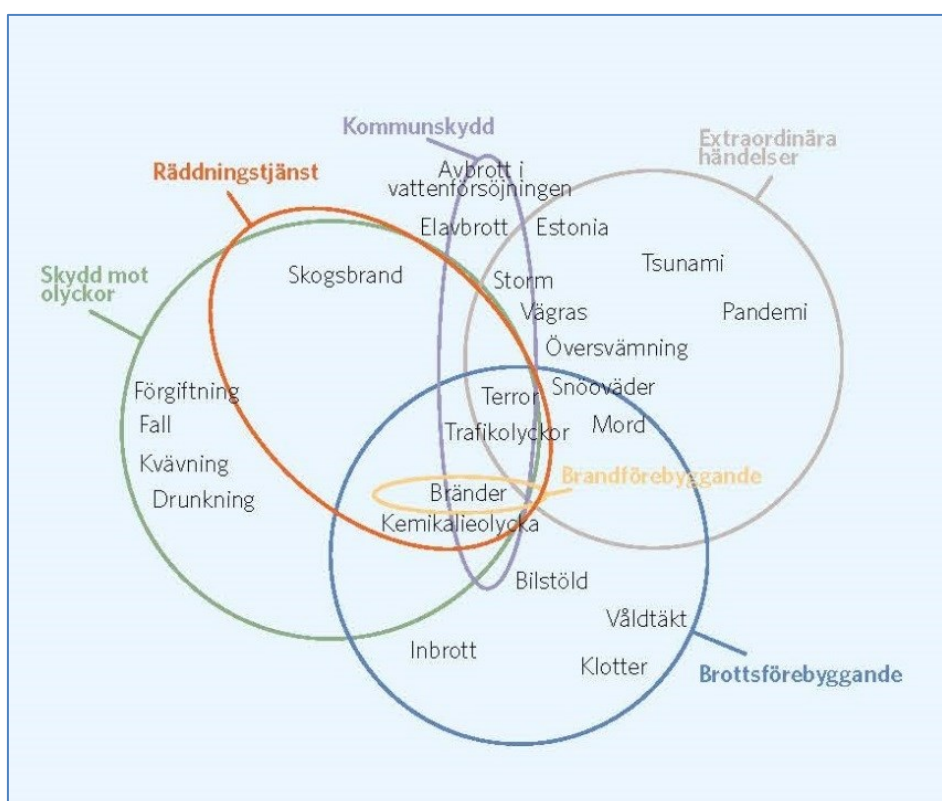 Kommunskydd
Extraordinära
händelser
Räddningstjänst
Avbrott i
vattenförsöjningen
Elavbrott
Estonia
Skydd mot
olyckor
Skogsbrand
Tsunami
Storm
Vägras
Pandemi
Översvämning
Förgiftning
Terror
Snöoväder
Fall
Trafikolyckor
Mord
Kvävning
Brandförebyggande
Drunkning
Bränder
Kemikalieolycka
Bilstöld
Våldtäkt
Inbrott
Klotter
Brottsförebyggande